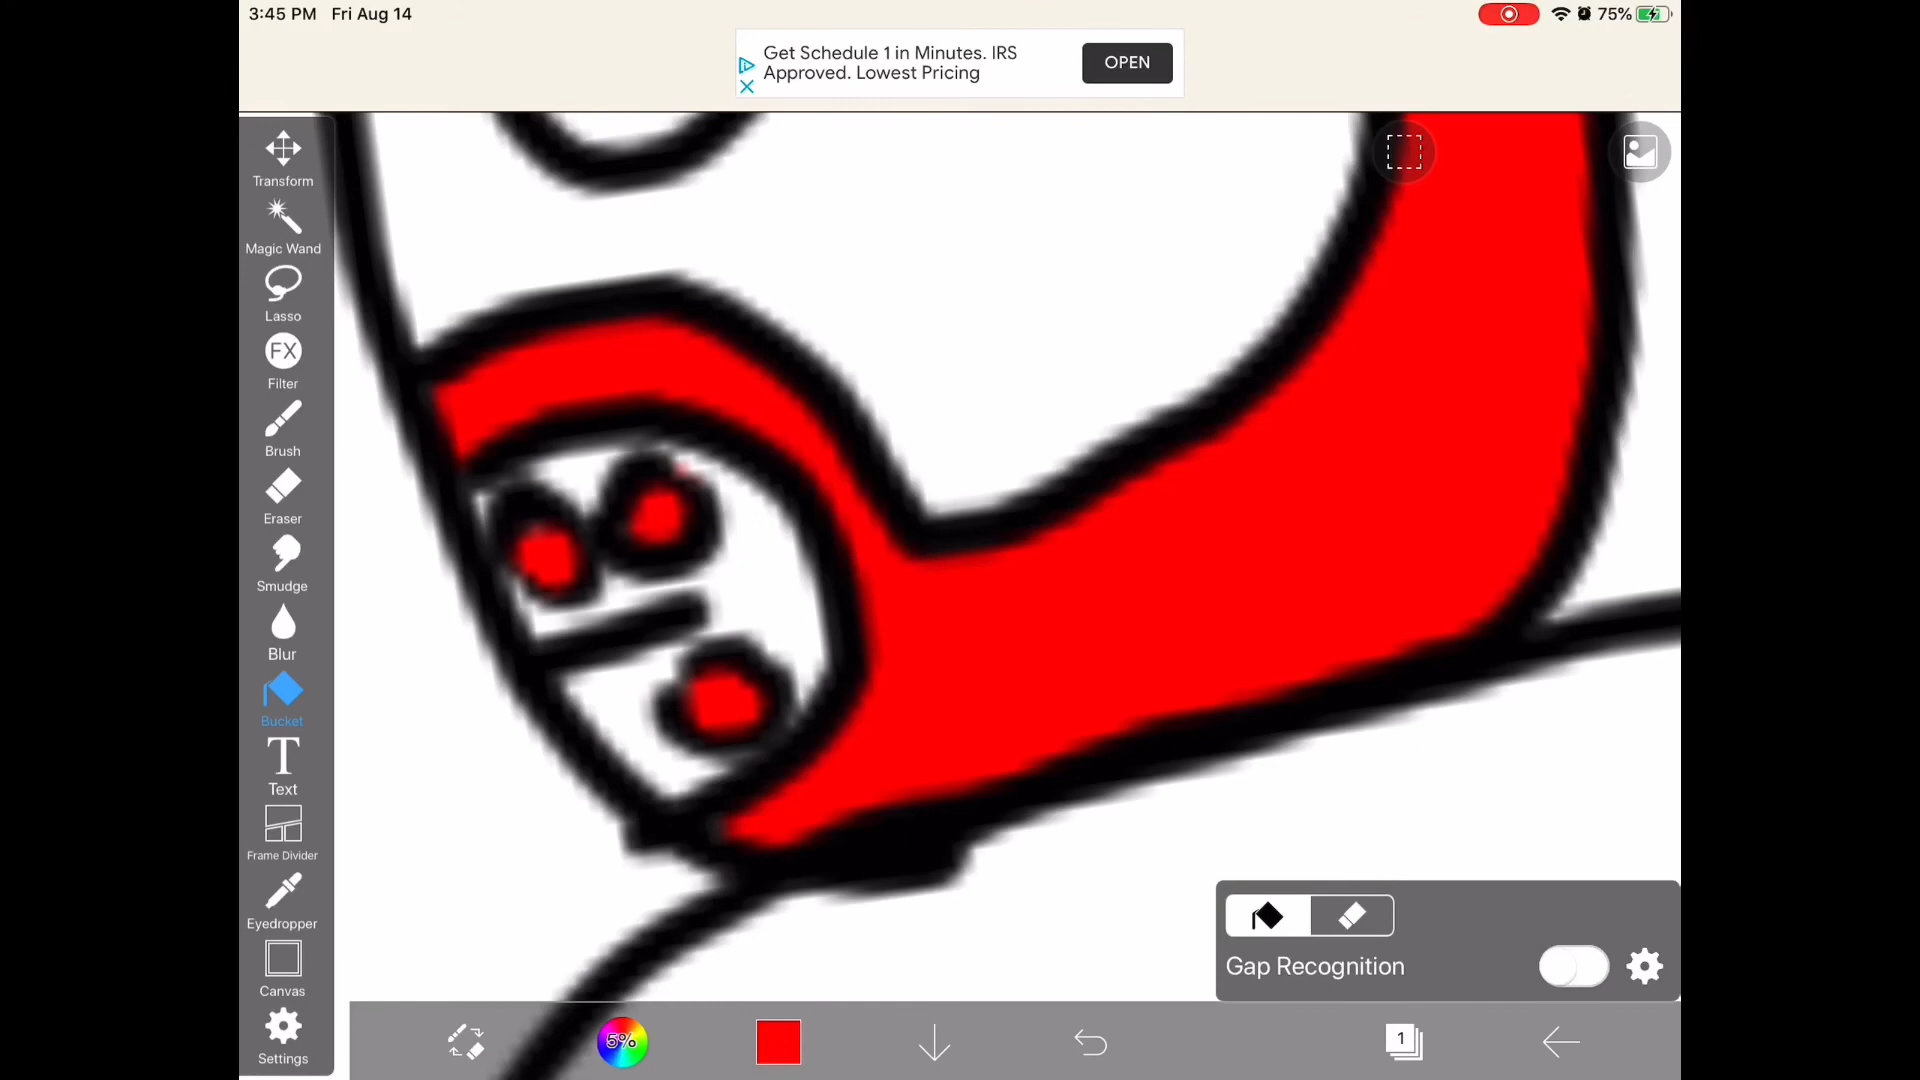 3:45 PM Fri Aug 14
75%
Get Schedule 1 in Minutes. IRS
Approved. Lowest Pricing
OPEN
Transform
Magic Wand
Lasso
FX
Filter
Brush
Eraser
Smudge
Blur
Bucket
T
Text
Frame Divider
Eyedropper
Canvas
Settings
Gap Recognition
5%
1